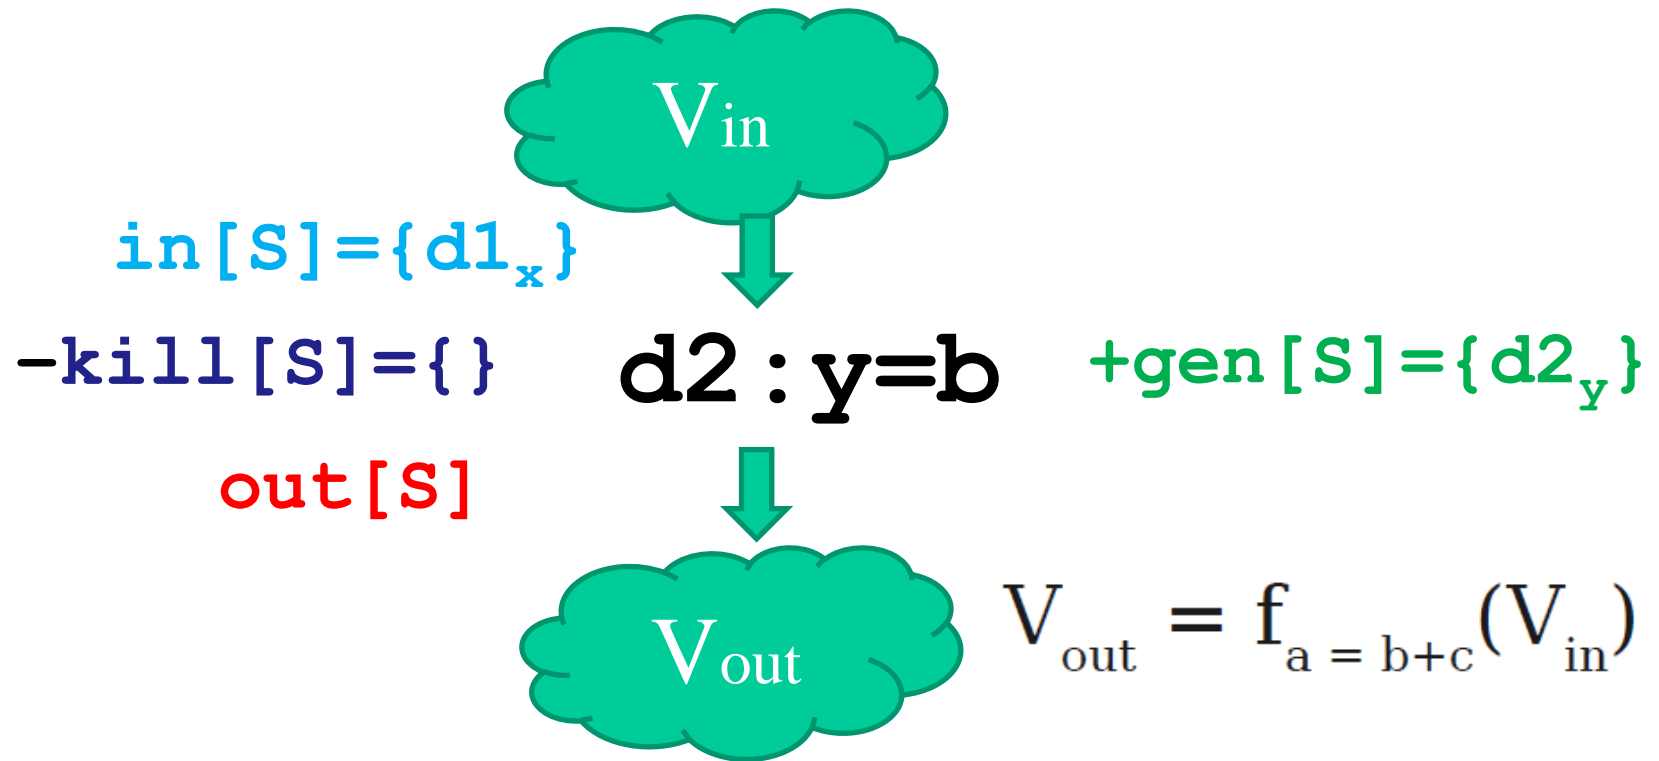 Vin
in[S]={d1x}
-kill[S]={} d2:y=b +gen[S]={d2y}
out[S]
Vout
Vout = fa = b+c(Vin)